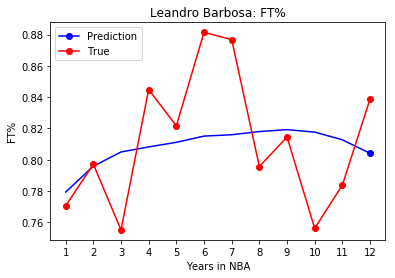 Leandro Barbosa: FT%
Prediction
True
FT%
0.88
0.86
0.84
0.82
0.80
0.78
0.76
1 2 3 4 5 6 7 8 9 10 11 12
Years in NBA